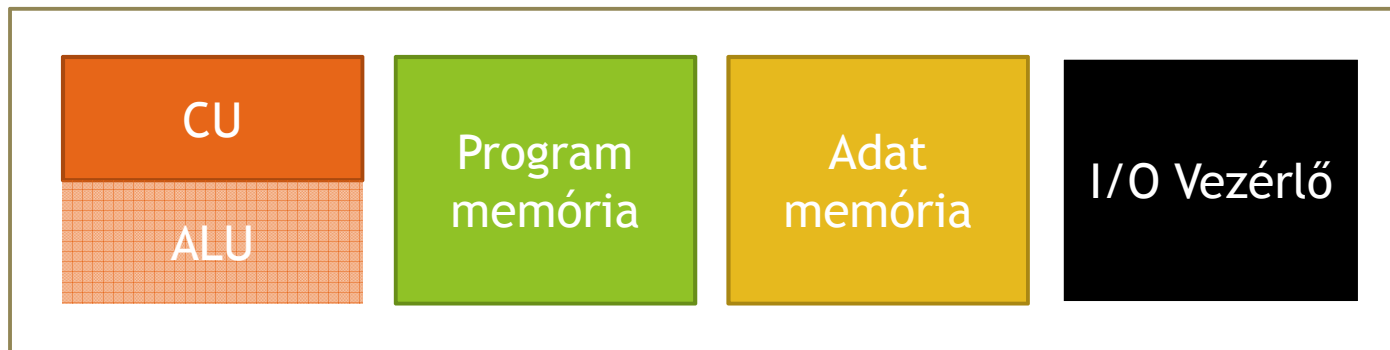 CU
ALU
Program
memória
Adat
memória
I/O Vezérlő